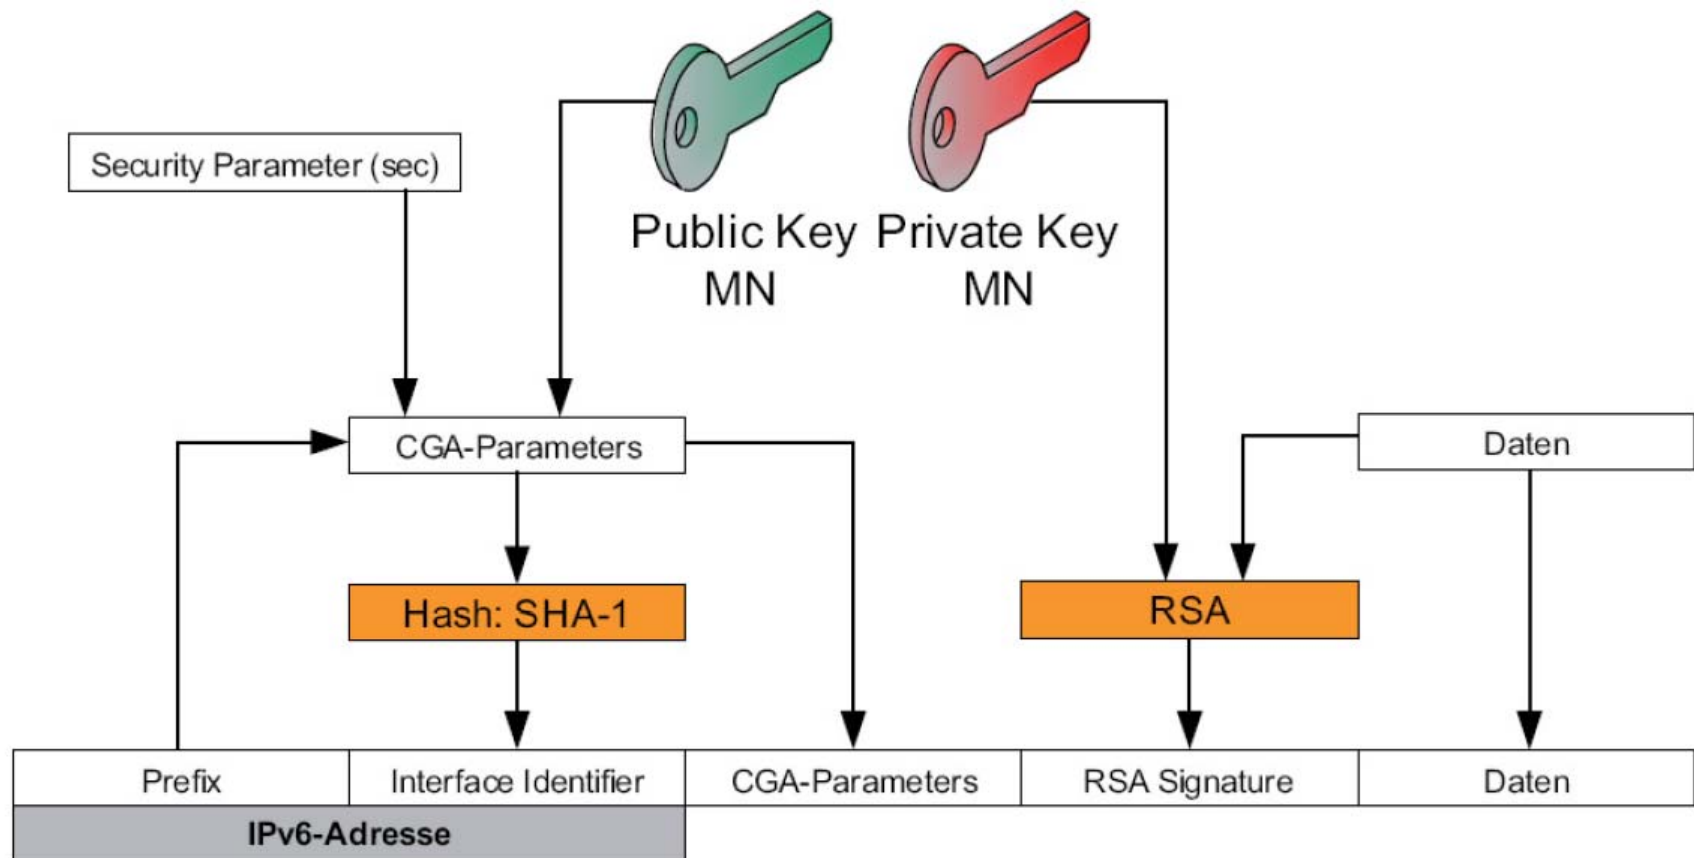 Security Parameter (sec)
Public Key
MN
Private Key
MN
CGA-Parameters
Daten
Hash: SHA-1
RSA
Prefix
Interface Identifier
CGA-Parameters
RSA Signature
Daten
IPv6-Adresse